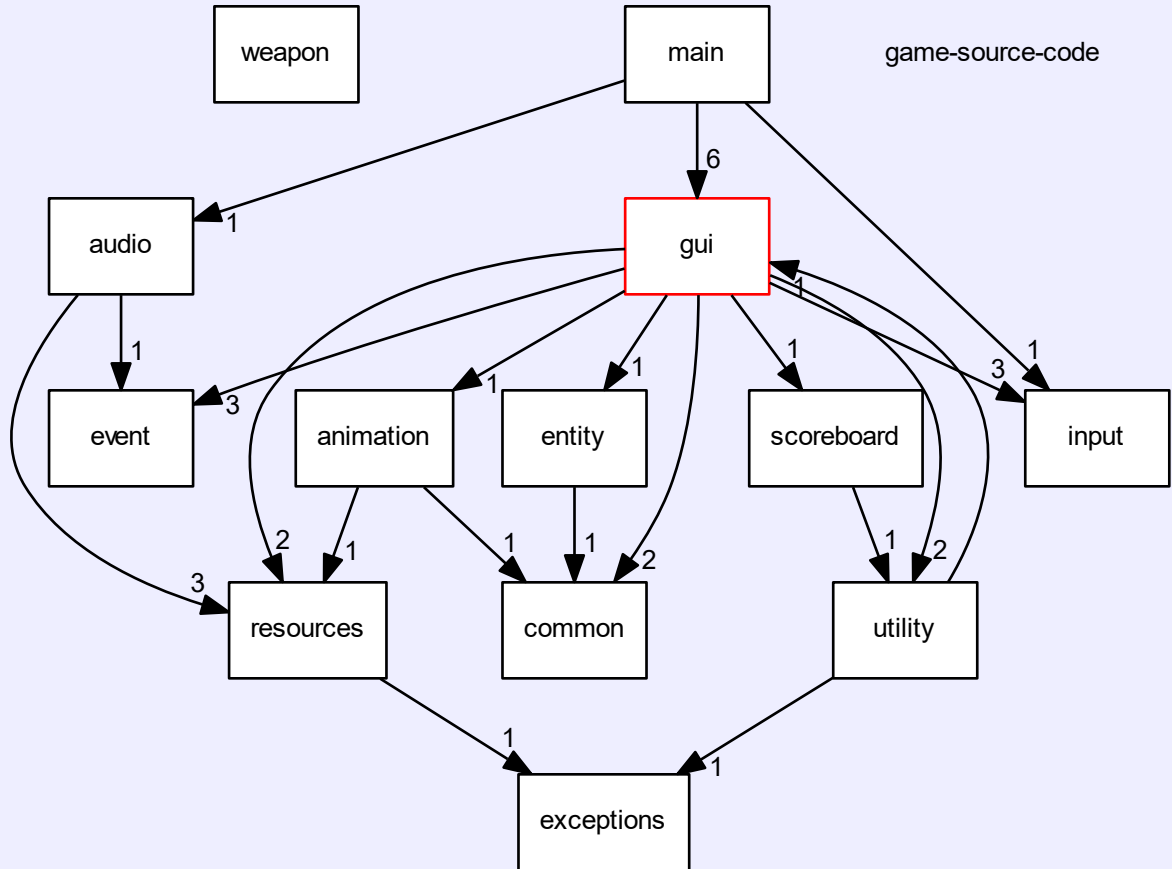 weapon
main
game-source-code
6
1
audio
gui
1
1
3
1
1
1
3
1
2
event
animation
entity
scoreboard
input
3
2
1
1
1
1
2
resources
common
utility
1
1
exceptions